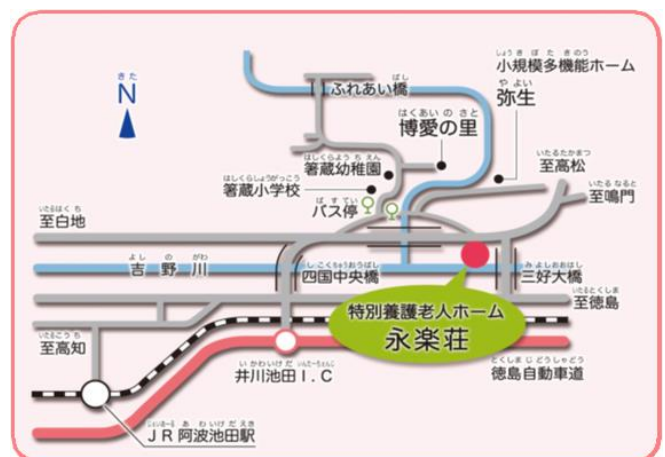 きた
N
しょうきぼたきのう
小規模多機能ホーム
やよい
弥生
ばし
ふれあい橋
はくあいのさと
博愛の里
はしくらようちえん
箸蔵幼稚園
はしくらしょうがっこう
箸蔵小学校
ばすてい
バス停
いたるたかまつ
至高松
いたるなると
至鳴門
いたるはくち
至白地
よしのがわ
吉野川
しこくちゅうおうばし
四国中央橋
みよしおおはし
三好大橋
いたるとくしま
至徳島
特別養護老人ホーム
永楽荘
いたるこうち
至高知
いかわいけだ
井川池田I.C
とくしまじどうしゃどう
徳島自動車道
あわいけだえき
JR阿波池田駅